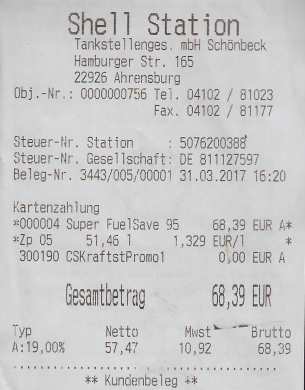 Shell Station
Tankstellenges. mbH Schönbeck
Hamburger Str. 165
22926 Ahrensburg
Obj.-Nr.: 0000000756 Tel. 04102 / 81023
Fax. 04102 / 81177
Steuer-Nr. Station : 5076200388
Steuer-Nr. Gesellschaft: DE 811127597
Beleg-Nr. 3443/005/00001 31.03.2017 16:20
Kartenzahlung
*000004 Super FuelSave 95 68,39 EUR A*
*Zp 05 51,46 l 1,329 EUR/l *
300190 CSKraftstPromo1 0,00 EUR A
Gesamtbetrag 68,39 EUR
Typ Netto Mwst Brutto
A:19,00% 57,47 10,92 68,39
** Kundenbeleg **